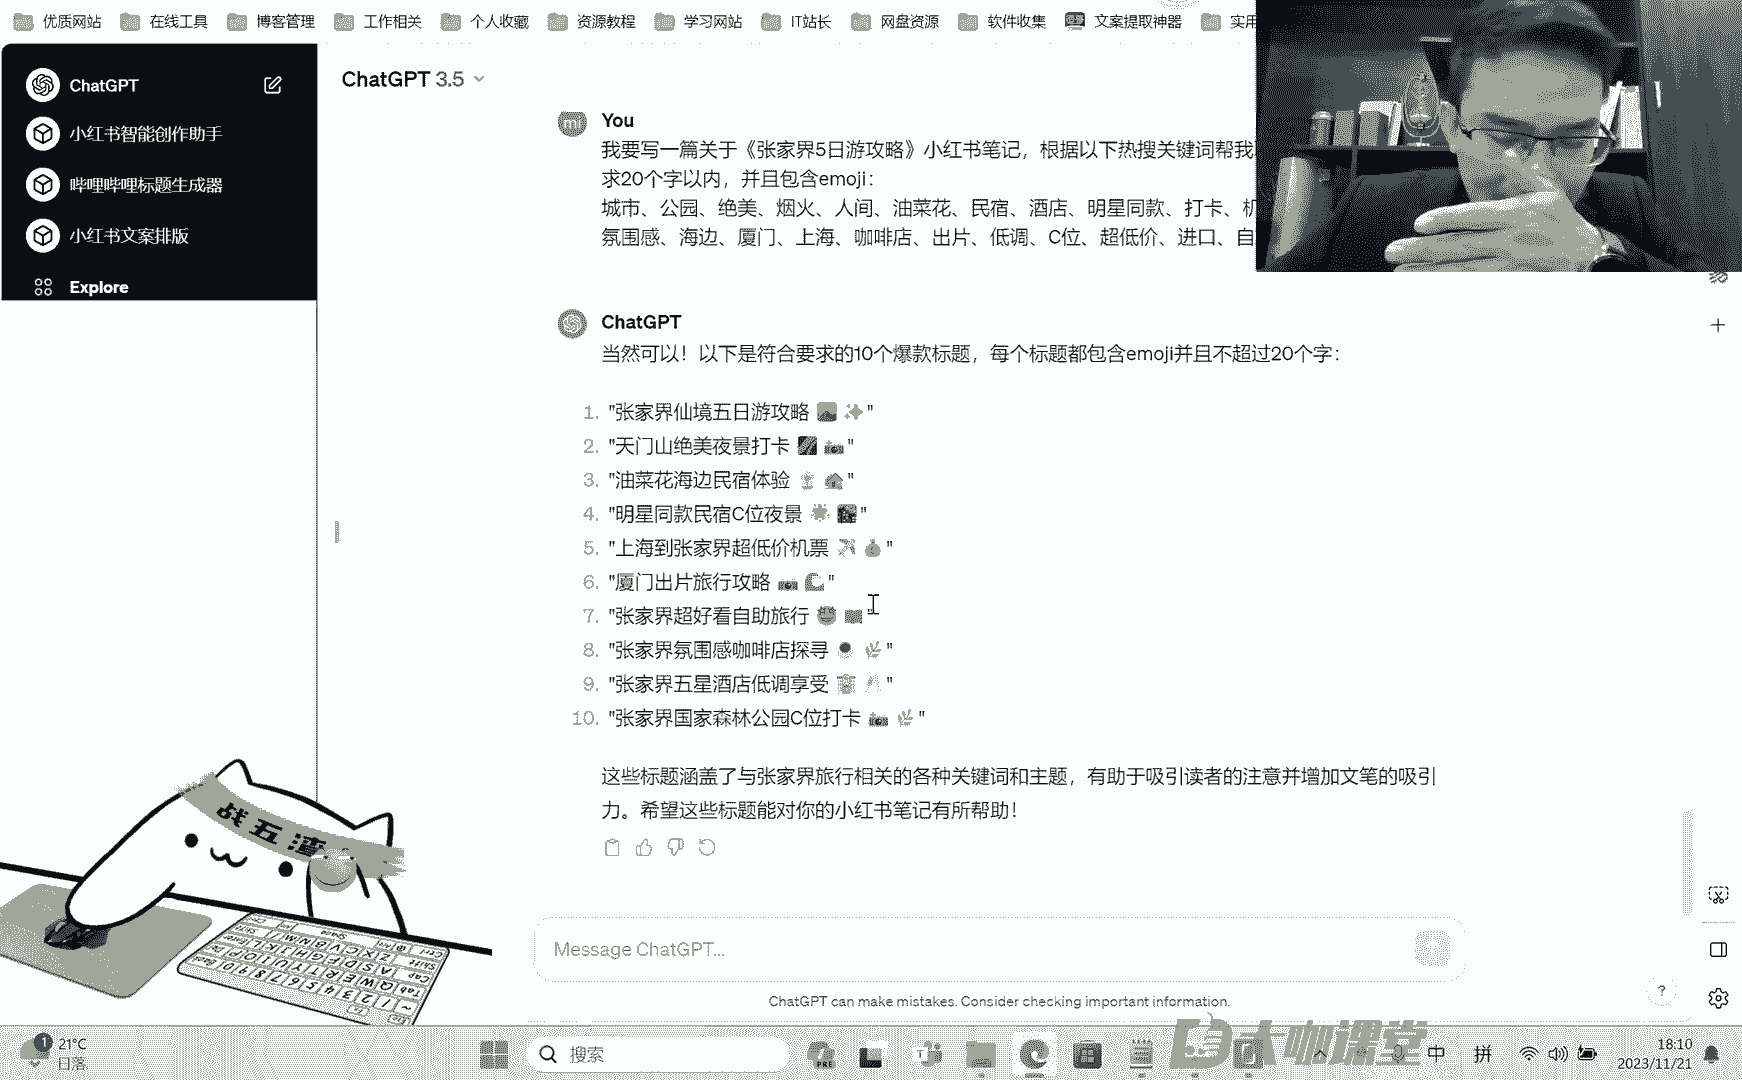 优质网站 在线工具 博客管理 工作相关 个人收藏 资源教程 学习网站 IT站长 网盘资源 软件收集 文案提取神器 实用
ChatGPT
小红书智能创作助手
哔哩哔哩标题生成器
小红书文案排版
Explore
ChatGPT 3.5
mi
You
我要写一篇关于《张家界5日游攻略》小红书笔记，根据以下热搜关键词帮我
求20个字以内，并且包含emoji：
城市、公园、绝美、烟火、人间、油菜花、民宿、酒店、明星同款、打卡、机
氛围感、海边、厦门、上海、咖啡店、出片、低调、C位、超低价、进口、自
ChatGPT
当然可以！以下是符合要求的10个爆款标题，每个标题都包含emoji并且不超过20个字：
1. "张家界仙境五日游攻略 🌄 ✨"
2. "天门山绝美夜景打卡 🌌 📸"
3. "油菜花海边民宿体验 🌼 🏠"
4. "明星同款民宿C位夜景 🌟 🌃"
5. "上海到张家界超低价机票 ✈️ 💰"
6. "厦门出片旅行攻略 📸 🌊"
7. "张家界超好看自助旅行 😍 🗺️"
8. "张家界氛围感咖啡店探寻 ☕ 🌿"
9. "张家界五星酒店低调享受 🏨 🥂"
10. "张家界国家森林公园C位打卡 📸 🌿"
这些标题涵盖了与张家界旅行相关的各种关键词和主题，有助于吸引读者的注意并增加文笔的吸引
力。希望这些标题能对你的小红书笔记有所帮助！
战五渣
Message ChatGPT...
ChatGPT can make mistakes. Consider checking important information.
?
大咖课堂
1 21°C
日落
搜索
PRE
中 拼
18:10
2023/11/21